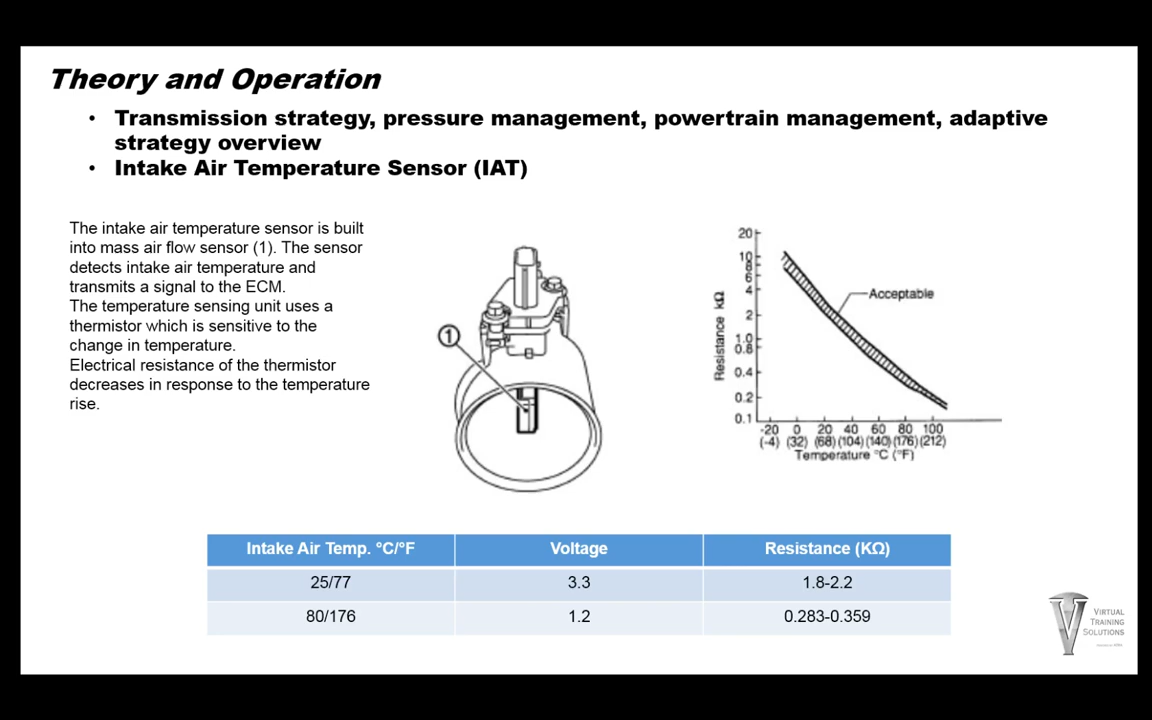 Theory and Operation
• Transmission strategy, pressure management, powertrain management, adaptive
strategy overview
• Intake Air Temperature Sensor (IAT)
The intake air temperature sensor is built
into mass air flow sensor (1). The sensor
detects intake air temperature and
transmits a signal to the ECM.
The temperature sensing unit uses a
thermistor which is sensitive to the
change in temperature.
Electrical resistance of the thermistor
decreases in response to the temperature
rise.
1
Resistance kΩ
20
10
8
6
4
2
1.0
0.8
0.4
0.2
0.1
Acceptable
-20 0 20 40 60 80 100
(-4) (32) (68) (104) (140) (176) (212)
Temperature °C (°F)
Intake Air Temp. °C/°F Voltage Resistance (KΩ)
25/77 3.3 1.8-2.2
80/176 1.2 0.283-0.359
V
VIRTUAL
TRAINING
SOLUTIONS